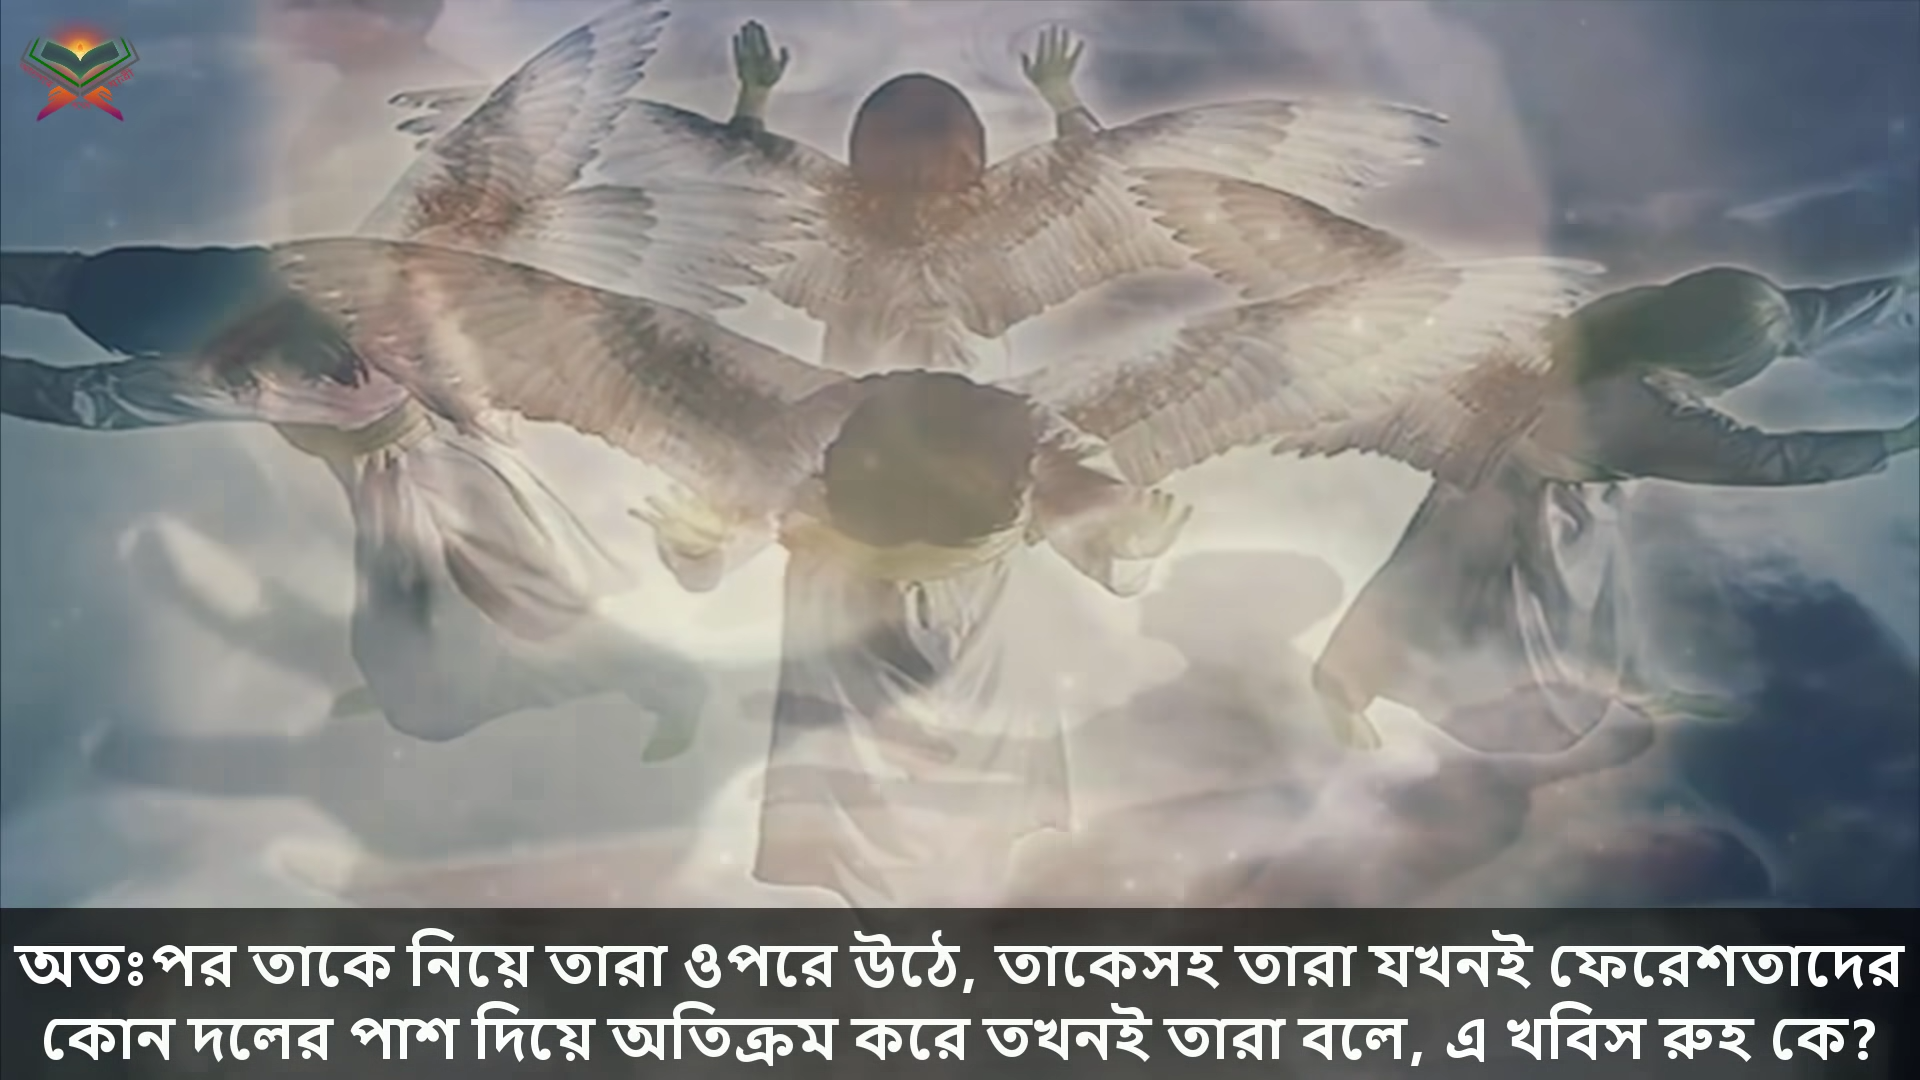 অতঃপর তাকে নিয়ে তারা ওপরে উঠে, তাকেসহ তারা যখনই ফেরেশতাদের
কোন দলের পাশ দিয়ে অতিক্রম করে তখনই তারা বলে, এ খবিস রুহ কে?